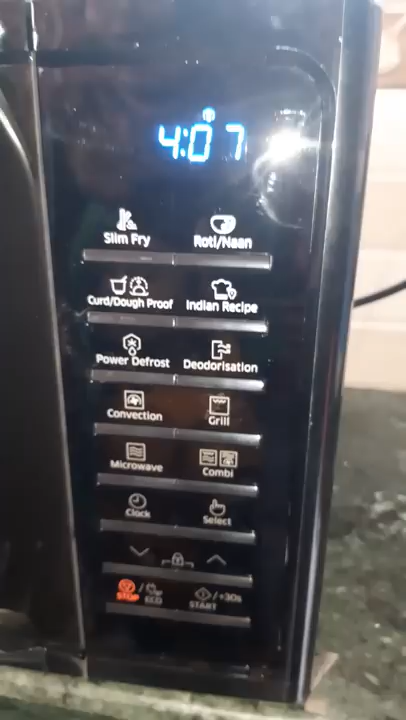 4:07
Slim Fry Roti/Naan
Curd/Dough Proof Indian Recipe
Power Defrost Deodorisation
Convection Grill
Microwave Combi
Clock Select
STOP / ECO START /+30s